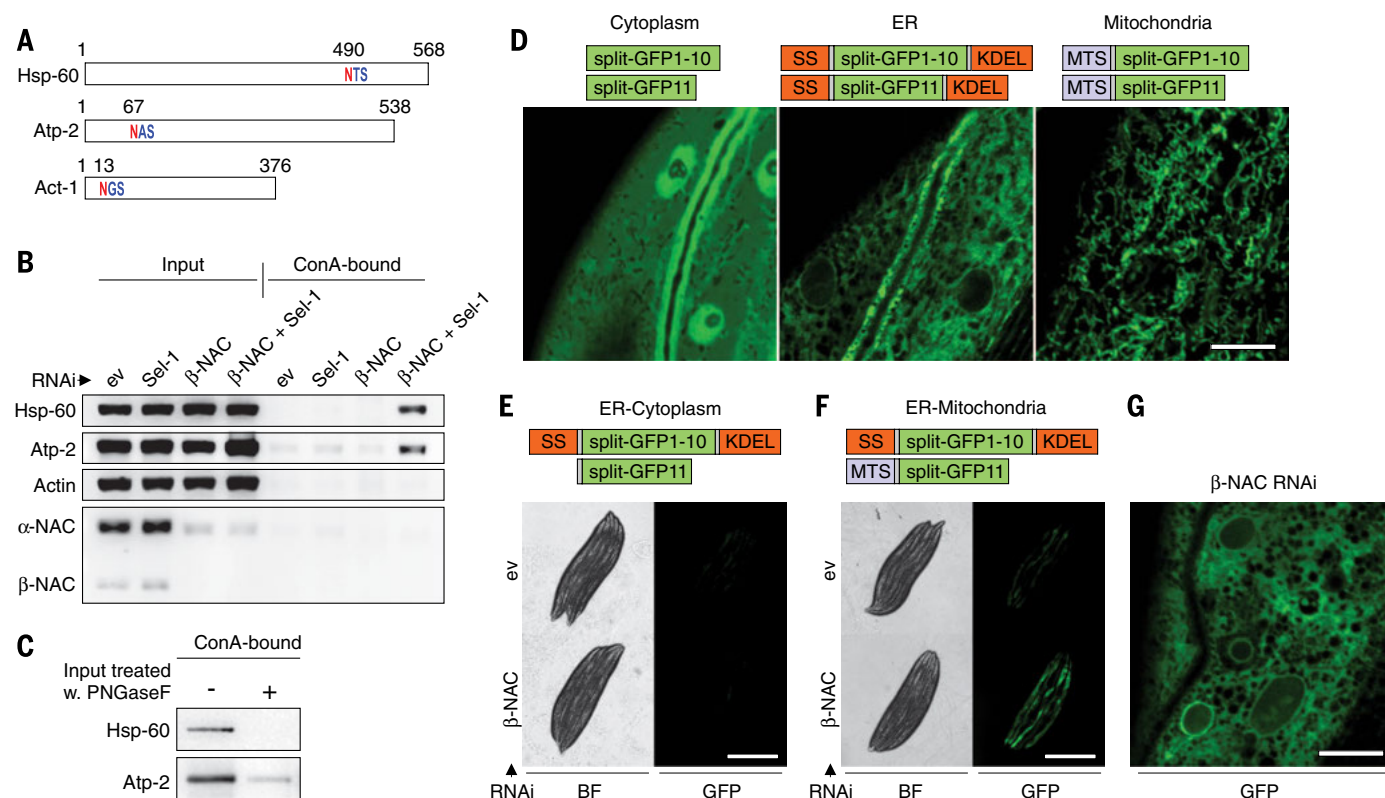 A
1 490 568
Hsp-60 NTS
1 67 538
Atp-2 NAS
1 13 376
Act-1 NGS
B
Input ConA-bound
RNAi ev Sel-1 β-NAC β-NAC + Sel-1 ev Sel-1 β-NAC β-NAC + Sel-1
Hsp-60
Atp-2
Actin
α-NAC
β-NAC
C
ConA-bound
Input treated
w. PNGaseF - +
Hsp-60
Atp-2
D
Cytoplasm ER Mitochondria
split-GFP1-10 SS split-GFP1-10 KDEL MTS split-GFP1-10
split-GFP11 SS split-GFP11 KDEL MTS split-GFP11
E
ER-Cytoplasm
SS split-GFP1-10 KDEL
split-GFP11
ev
β-NAC
RNAi BF GFP
F
ER-Mitochondria
SS split-GFP1-10 KDEL
MTS split-GFP11
ev
β-NAC
RNAi BF GFP
G
β-NAC RNAi
GFP